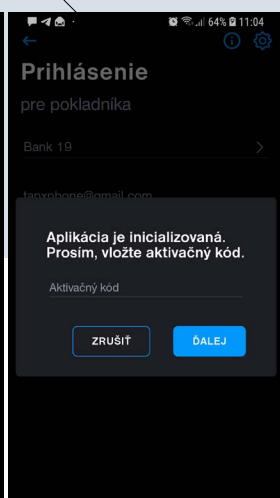 64% 11:04
Prihlásenie
pre pokladníka
Bank 19
tapxphone@gmail.com
Aplikácia je inicializovaná.
Prosím, vložte aktivačný kód.
Aktivačný kód
ZRUŠIŤ
ĎALEJ